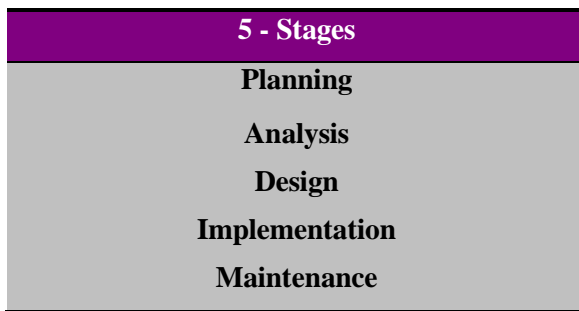 5 - Stages
Planning
Analysis
Design
Implementation
Maintenance